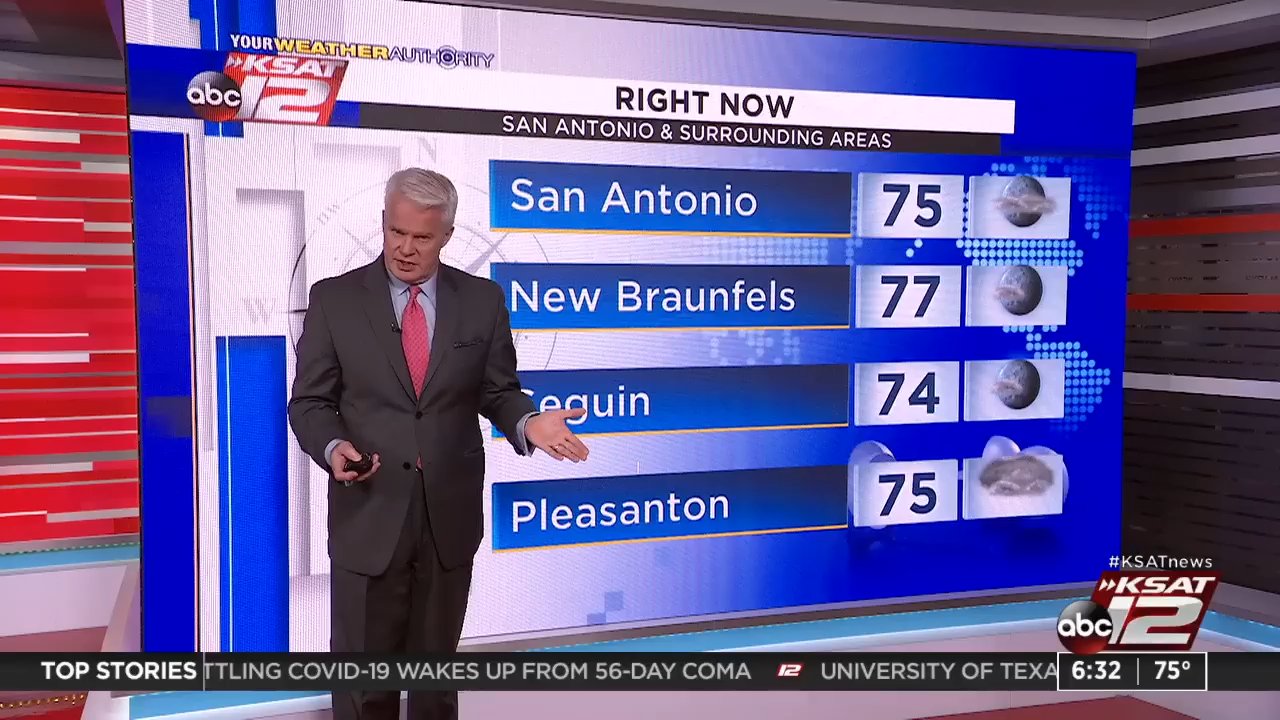 YOUR WEATHER AUTHORITY
»KSAT
abc 12
RIGHT NOW
SAN ANTONIO & SURROUNDING AREAS
N
nw
W
San Antonio 75
New Braunfels 77
Seguin 74
Pleasanton 75
#KSATnews
»KSAT
abc 12
TOP STORIES TTLING COVID-19 WAKES UP FROM 56-DAY COMA 12 UNIVERSITY OF TEXA 6:32 75°